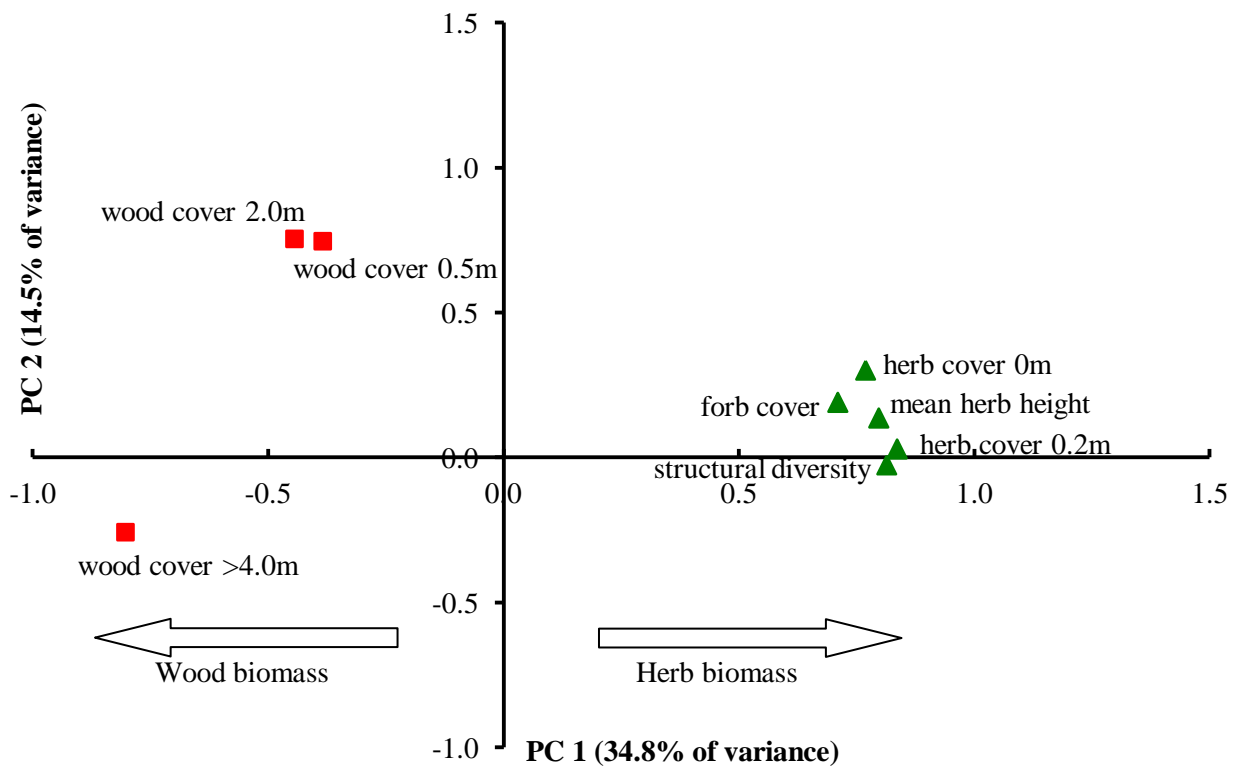 1.5
PC 2 (14.5% of variance)
1.0
wood cover 2.0m
wood cover 0.5m
0.5
herb cover 0m
forb cover
mean herb height
herb cover 0.2m
structural diversity
0.0
-1.0
-0.5
0.0
0.5
1.0
1.5
wood cover >4.0m
-0.5
Wood biomass
Herb biomass
-1.0
PC 1 (34.8% of variance)